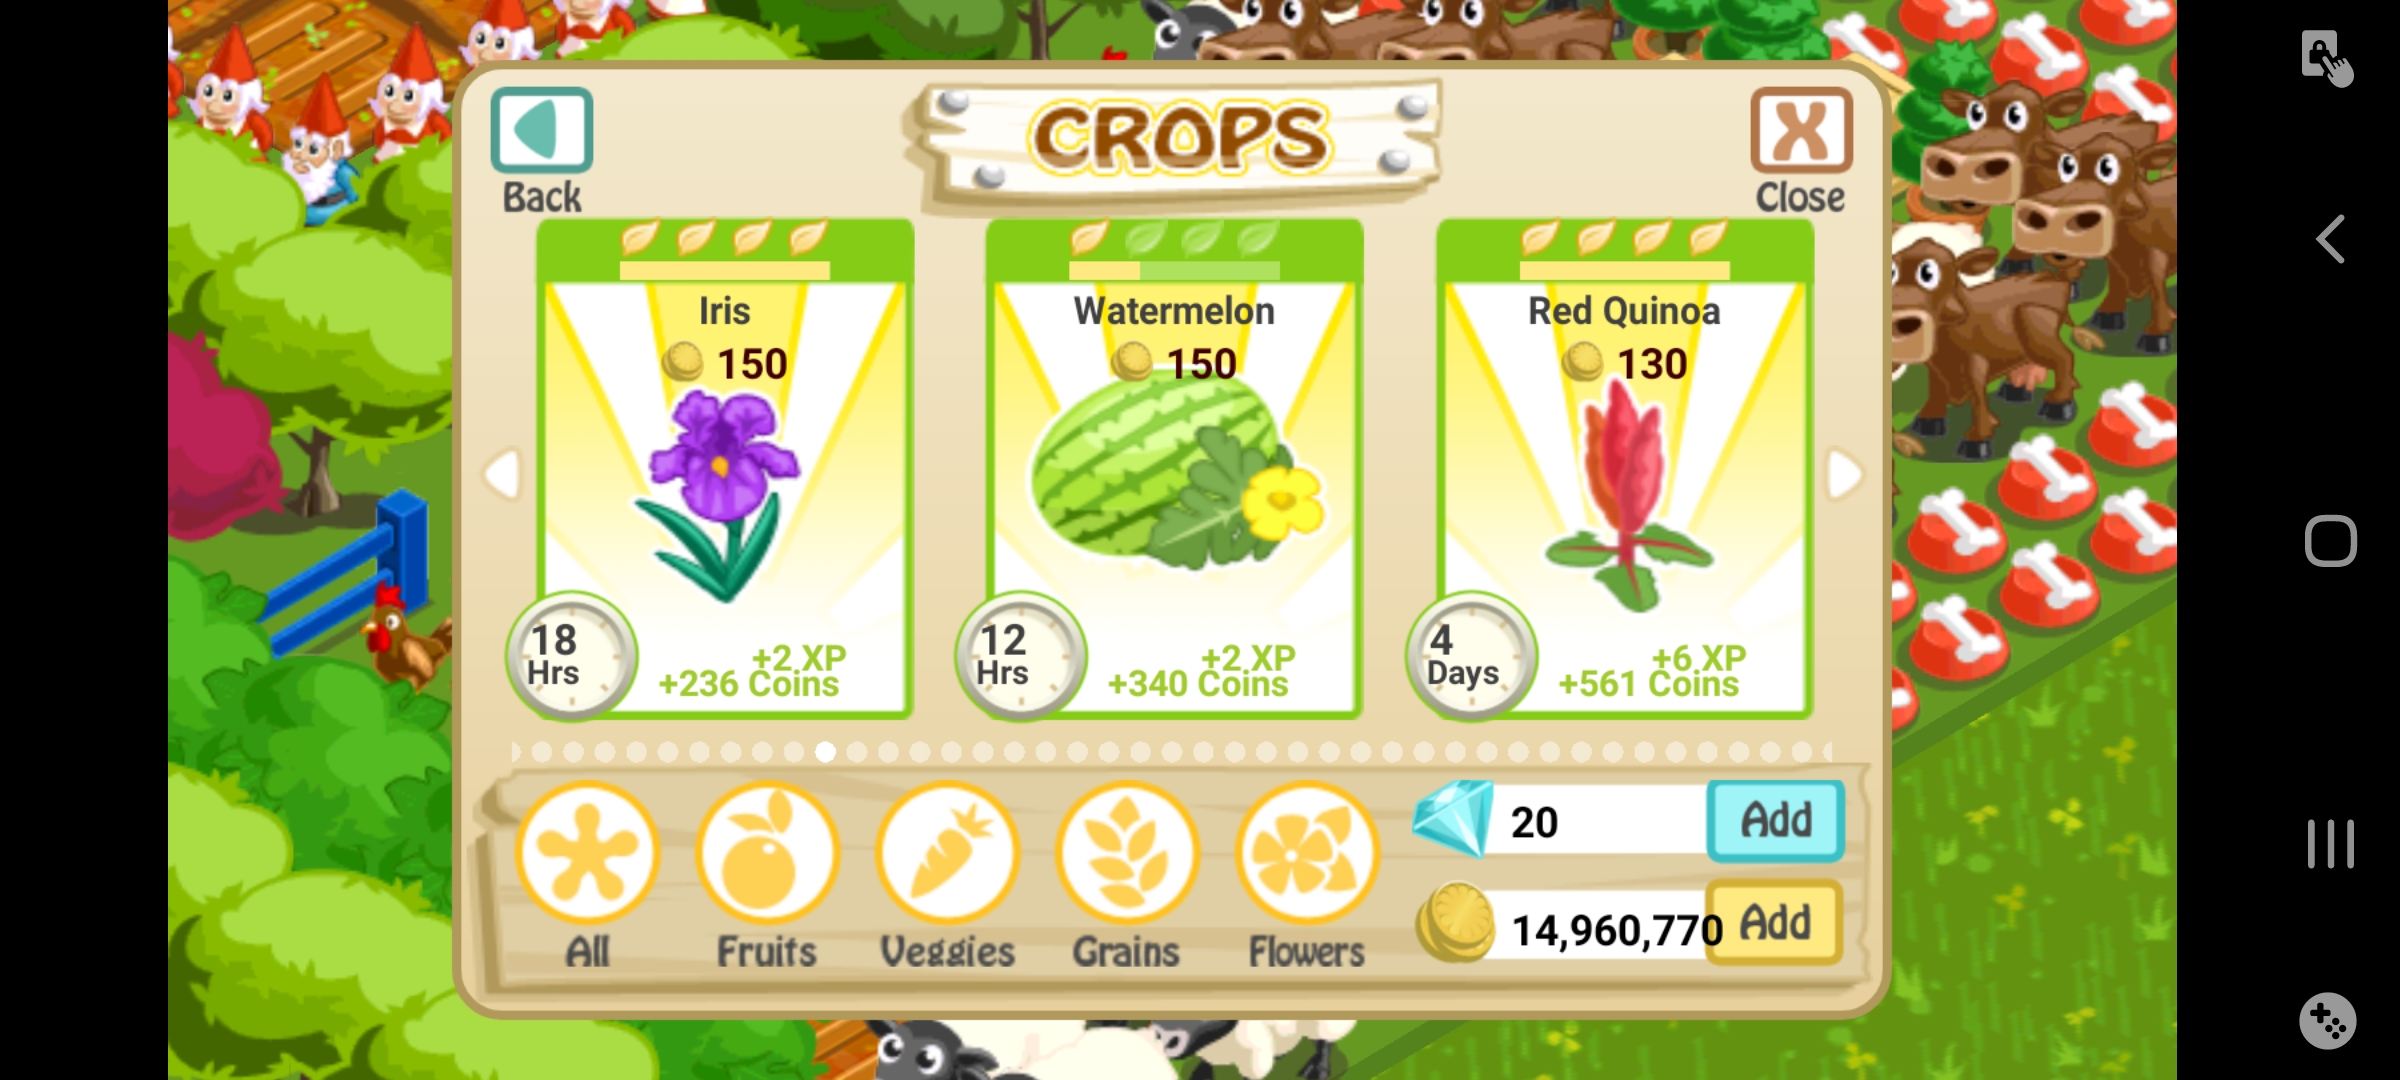 CROPS
Back
Close
Iris
150
18
Hrs
+2 XP
+236 Coins
Watermelon
150
12
Hrs
+2 XP
+340 Coins
Red Quinoa
130
4
Days
+6 XP
+561 Coins
All
Fruits
Veggies
Grains
Flowers
20
Add
14,960,770
Add